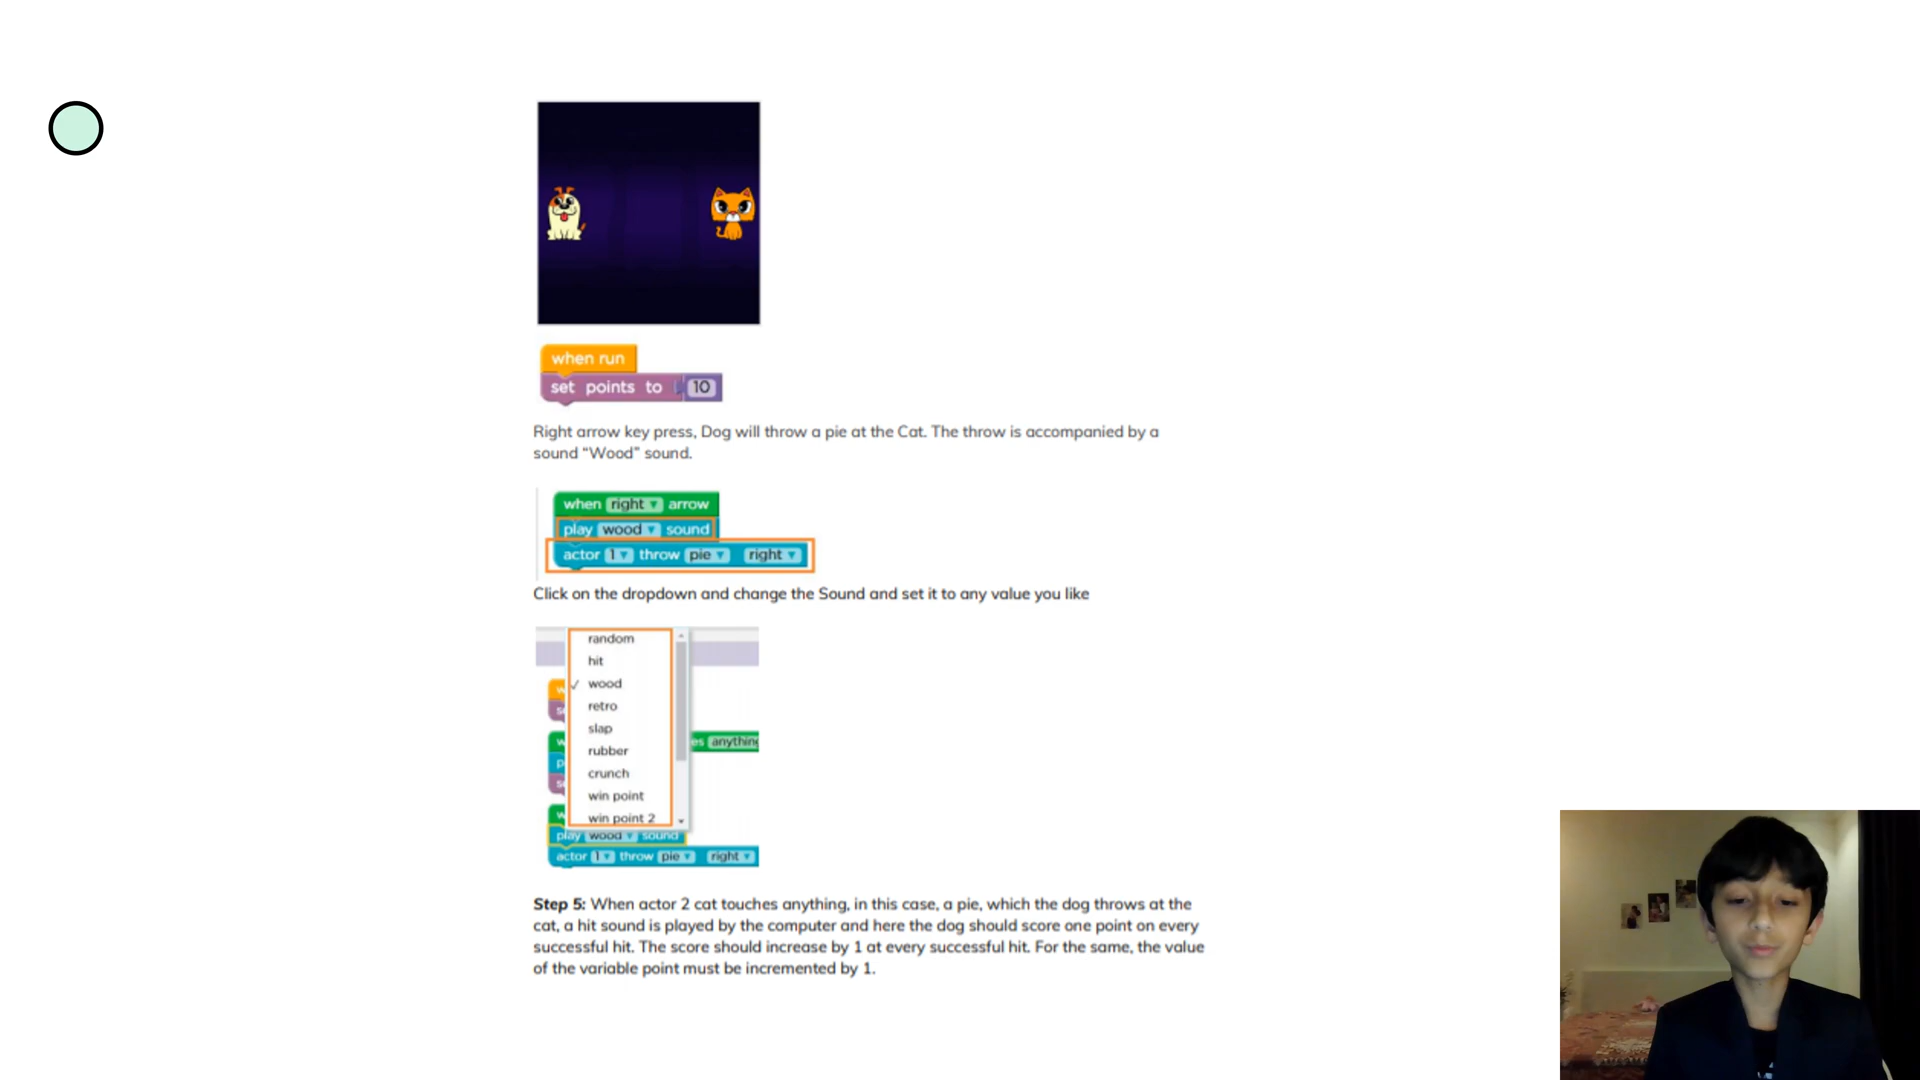 when run
set points to 10
Right arrow key press, Dog will throw a pie at the Cat. The throw is accompanied by a
sound “Wood” sound.
when right arrow
play wood sound
actor 1 throw pie right
Click on the dropdown and change the Sound and set it to any value you like
random
hit
✓ wood
retro
slap
rubber
es anything
crunch
win point
win point 2
play wood sound
actor 1 throw pie right
Step 5: When actor 2 cat touches anything, in this case, a pie, which the dog throws at the
cat, a hit sound is played by the computer and here the dog should score one point on every
successful hit. The score should increase by 1 at every successful hit. For the same, the value
of the variable point must be incremented by 1.